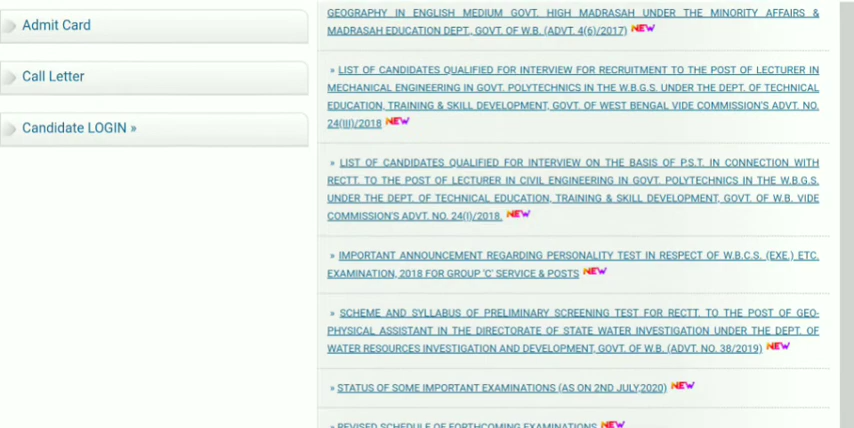 Admit Card
Call Letter
Candidate LOGIN »
GEOGRAPHY IN ENGLISH MEDIUM GOVT. HIGH MADRASAH UNDER THE MINORITY AFFAIRS &
MADRASAH EDUCATION DEPT., GOVT. OF W.B. (ADVT. 4(6)/2017) NEW
» LIST OF CANDIDATES QUALIFIED FOR INTERVIEW FOR RECRUITMENT TO THE POST OF LECTURER IN
MECHANICAL ENGINEERING IN GOVT. POLYTECHNICS IN THE W.B.G.S. UNDER THE DEPT. OF TECHNICAL
EDUCATION, TRAINING & SKILL DEVELOPMENT, GOVT. OF WEST BENGAL VIDE COMMISSION'S ADVT. NO.
24(III)/2018 NEW
» LIST OF CANDIDATES QUALIFIED FOR INTERVIEW ON THE BASIS OF P.S.T. IN CONNECTION WITH
RECTT. TO THE POST OF LECTURER IN CIVIL ENGINEERING IN GOVT. POLYTECHNICS IN THE W.B.G.S.
UNDER THE DEPT. OF TECHNICAL EDUCATION, TRAINING & SKILL DEVELOPMENT, GOVT. OF W.B. VIDE
COMMISSION'S ADVT. NO. 24(I)/2018. NEW
» IMPORTANT ANNOUNCEMENT REGARDING PERSONALITY TEST IN RESPECT OF W.B.C.S. (EXE.) ETC.
EXAMINATION, 2018 FOR GROUP 'C' SERVICE & POSTS NEW
» SCHEME AND SYLLABUS OF PRELIMINARY SCREENING TEST FOR RECTT. TO THE POST OF GEO-
PHYSICAL ASSISTANT IN THE DIRECTORATE OF STATE WATER INVESTIGATION UNDER THE DEPT. OF
WATER RESOURCES INVESTIGATION AND DEVELOPMENT, GOVT. OF W.B. (ADVT. NO. 38/2019) NEW
» STATUS OF SOME IMPORTANT EXAMINATIONS (AS ON 2ND JULY,2020) NEW
» REVISED SCHEDULE OF FORTHCOMING EXAMINATIONS NEW